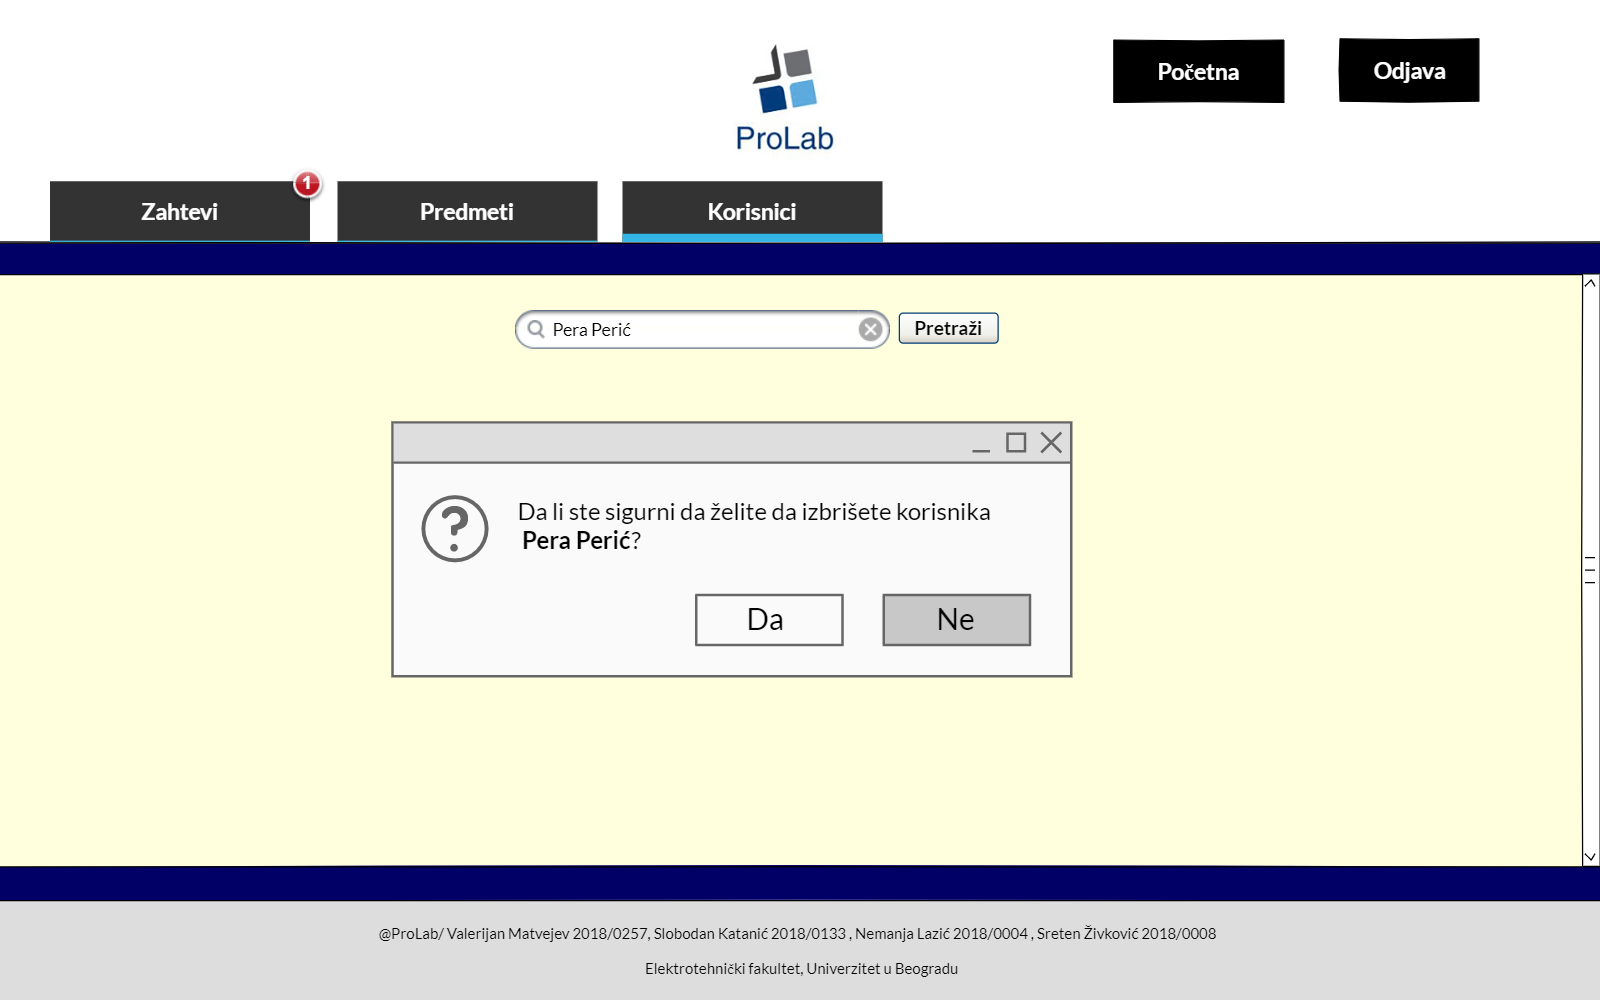 ProLab
Početna
Odjava
Zahtevi
1
Predmeti
Korisnici
Pera Perić
Pretraži
Da li ste sigurni da želite da izbrišete korisnika
Pera Perić?
Da
Ne
@ProLab/ Valerijan Matvejev 2018/0257, Slobodan Katanić 2018/0133 , Nemanja Lazić 2018/0004 , Sreten Živković 2018/0008
Elektrotehnički fakultet, Univerzitet u Beogradu